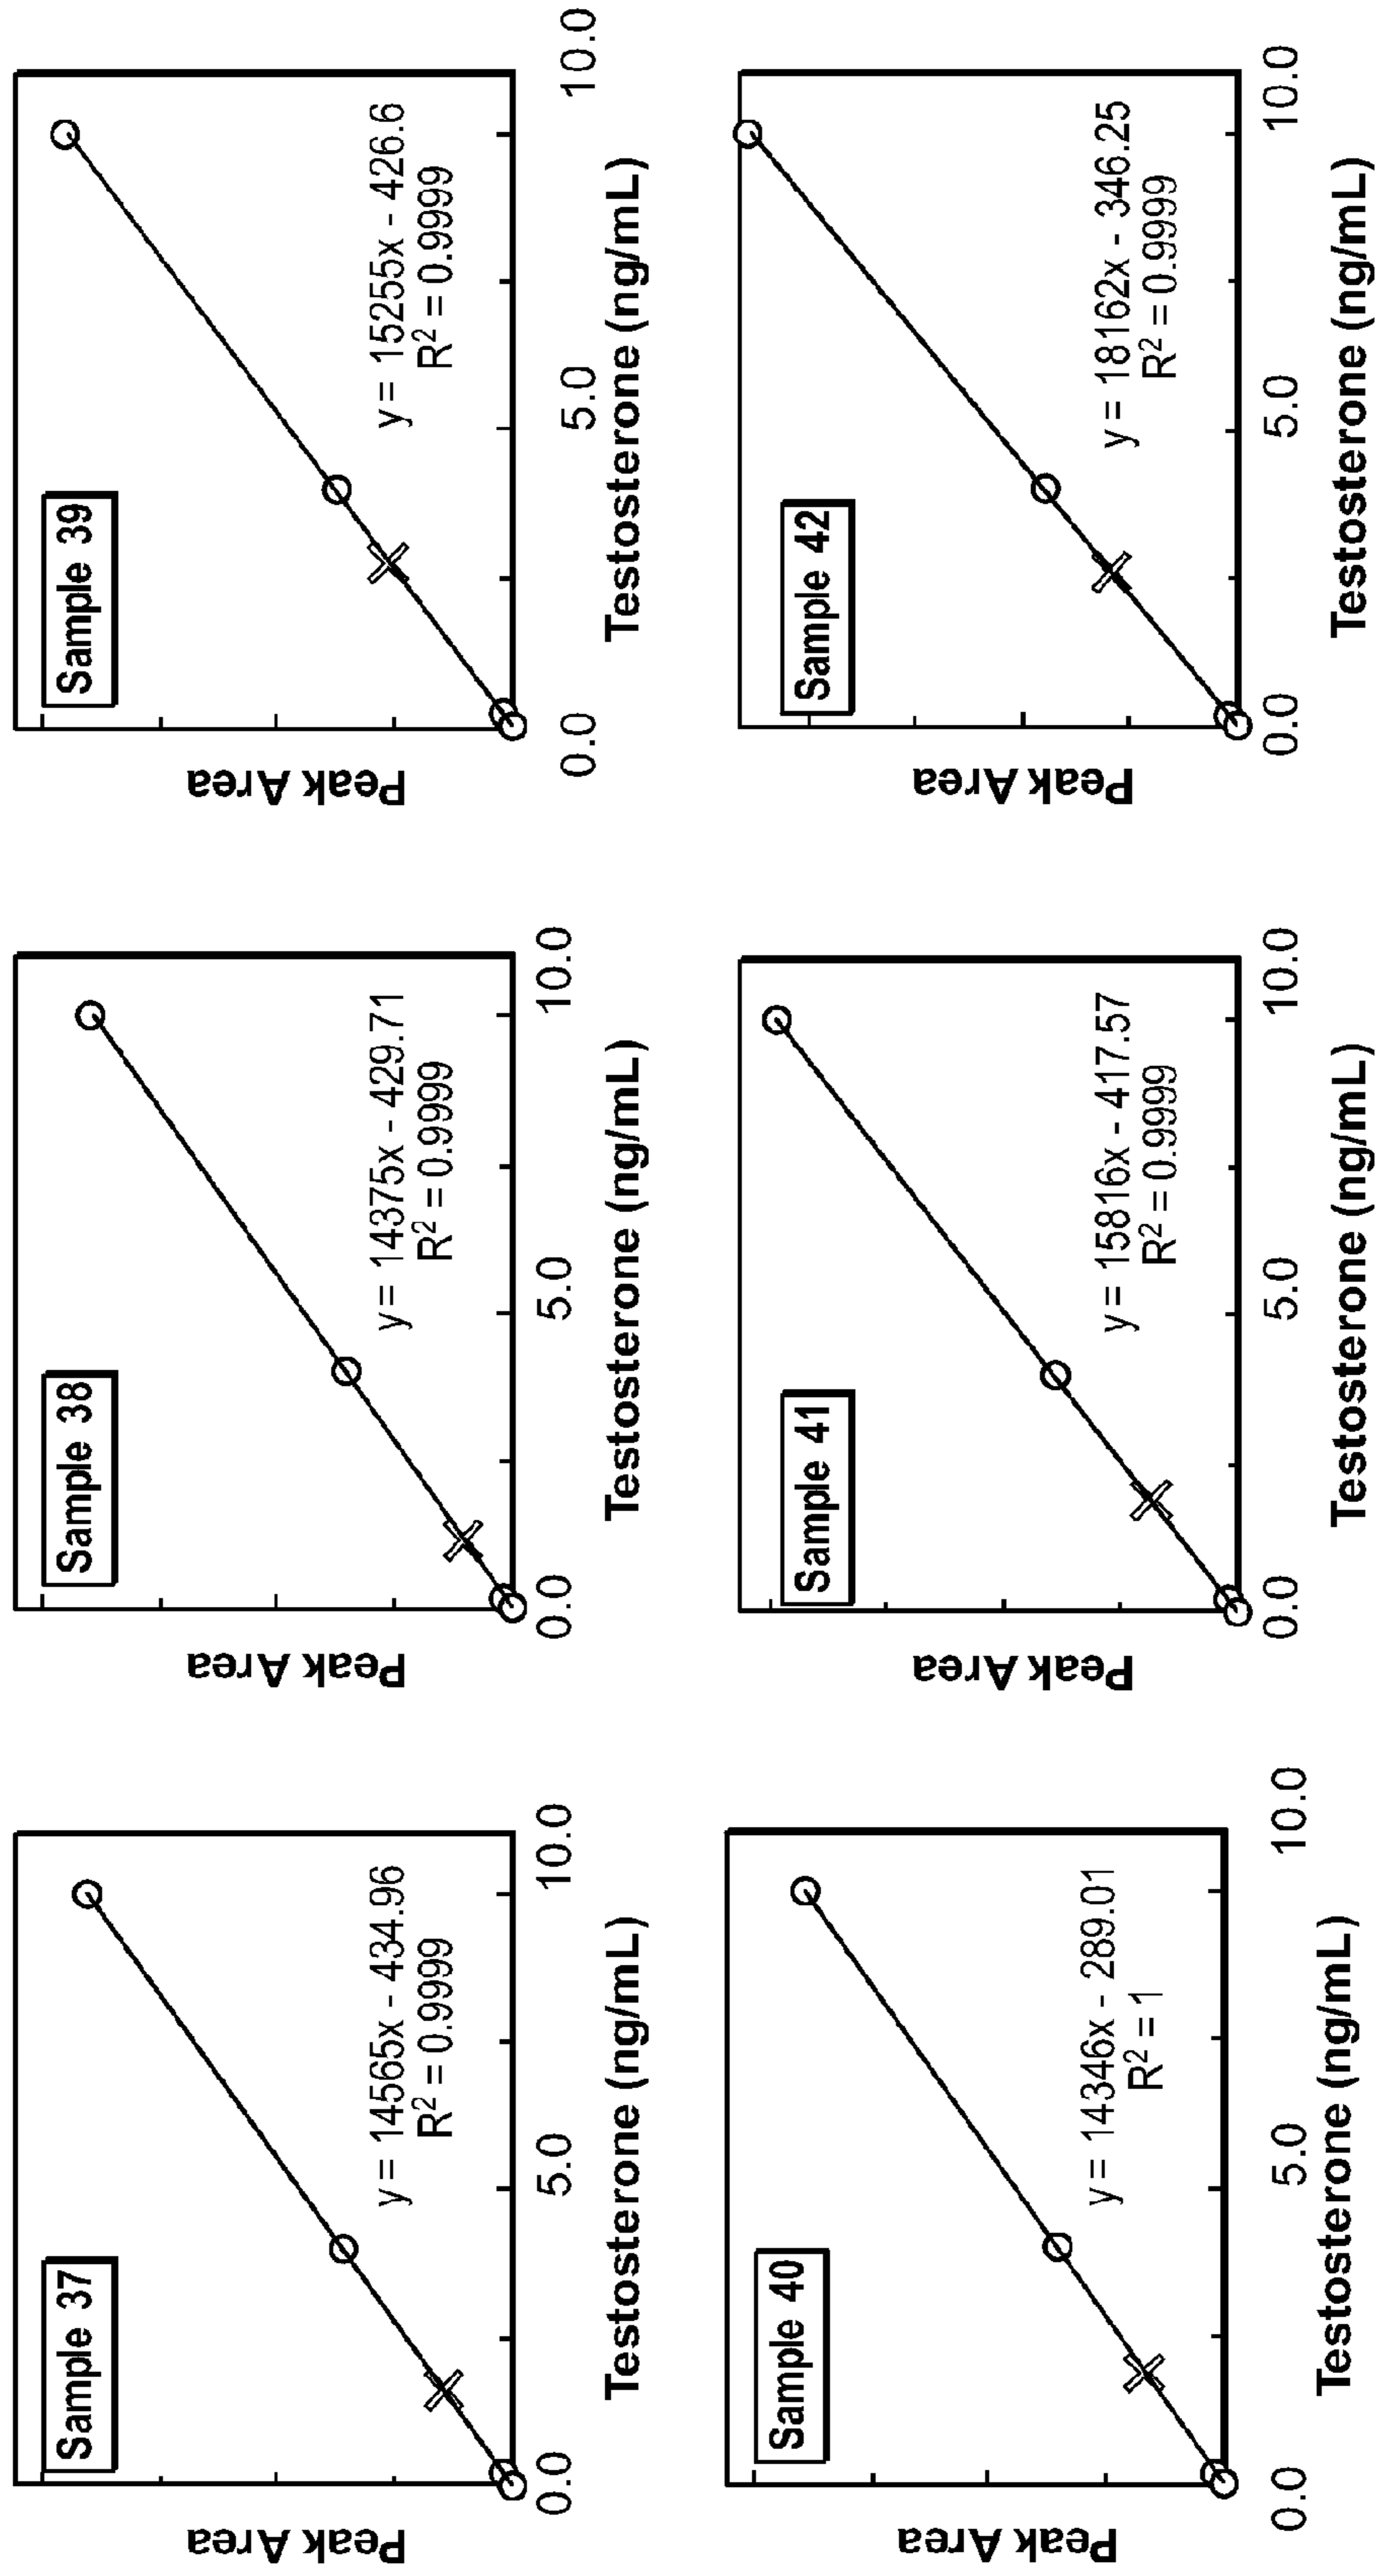 Sample 37
Peak Area
y = 14565x - 434.96
R² = 0.9999
0.0 5.0 10.0
Testosterone (ng/mL)
Sample 38
Peak Area
y = 14375x - 429.71
R² = 0.9999
0.0 5.0 10.0
Testosterone (ng/mL)
Sample 39
Peak Area
y = 15255x - 426.6
R² = 0.9999
0.0 5.0 10.0
Testosterone (ng/mL)
Sample 40
Peak Area
y = 14346x - 289.01
R² = 1
0.0 5.0 10.0
Testosterone (ng/mL)
Sample 41
Peak Area
y = 15816x - 417.57
R² = 0.9999
0.0 5.0 10.0
Testosterone (ng/mL)
Sample 42
Peak Area
y = 18162x - 346.25
R² = 0.9999
0.0 5.0 10.0
Testosterone (ng/mL)